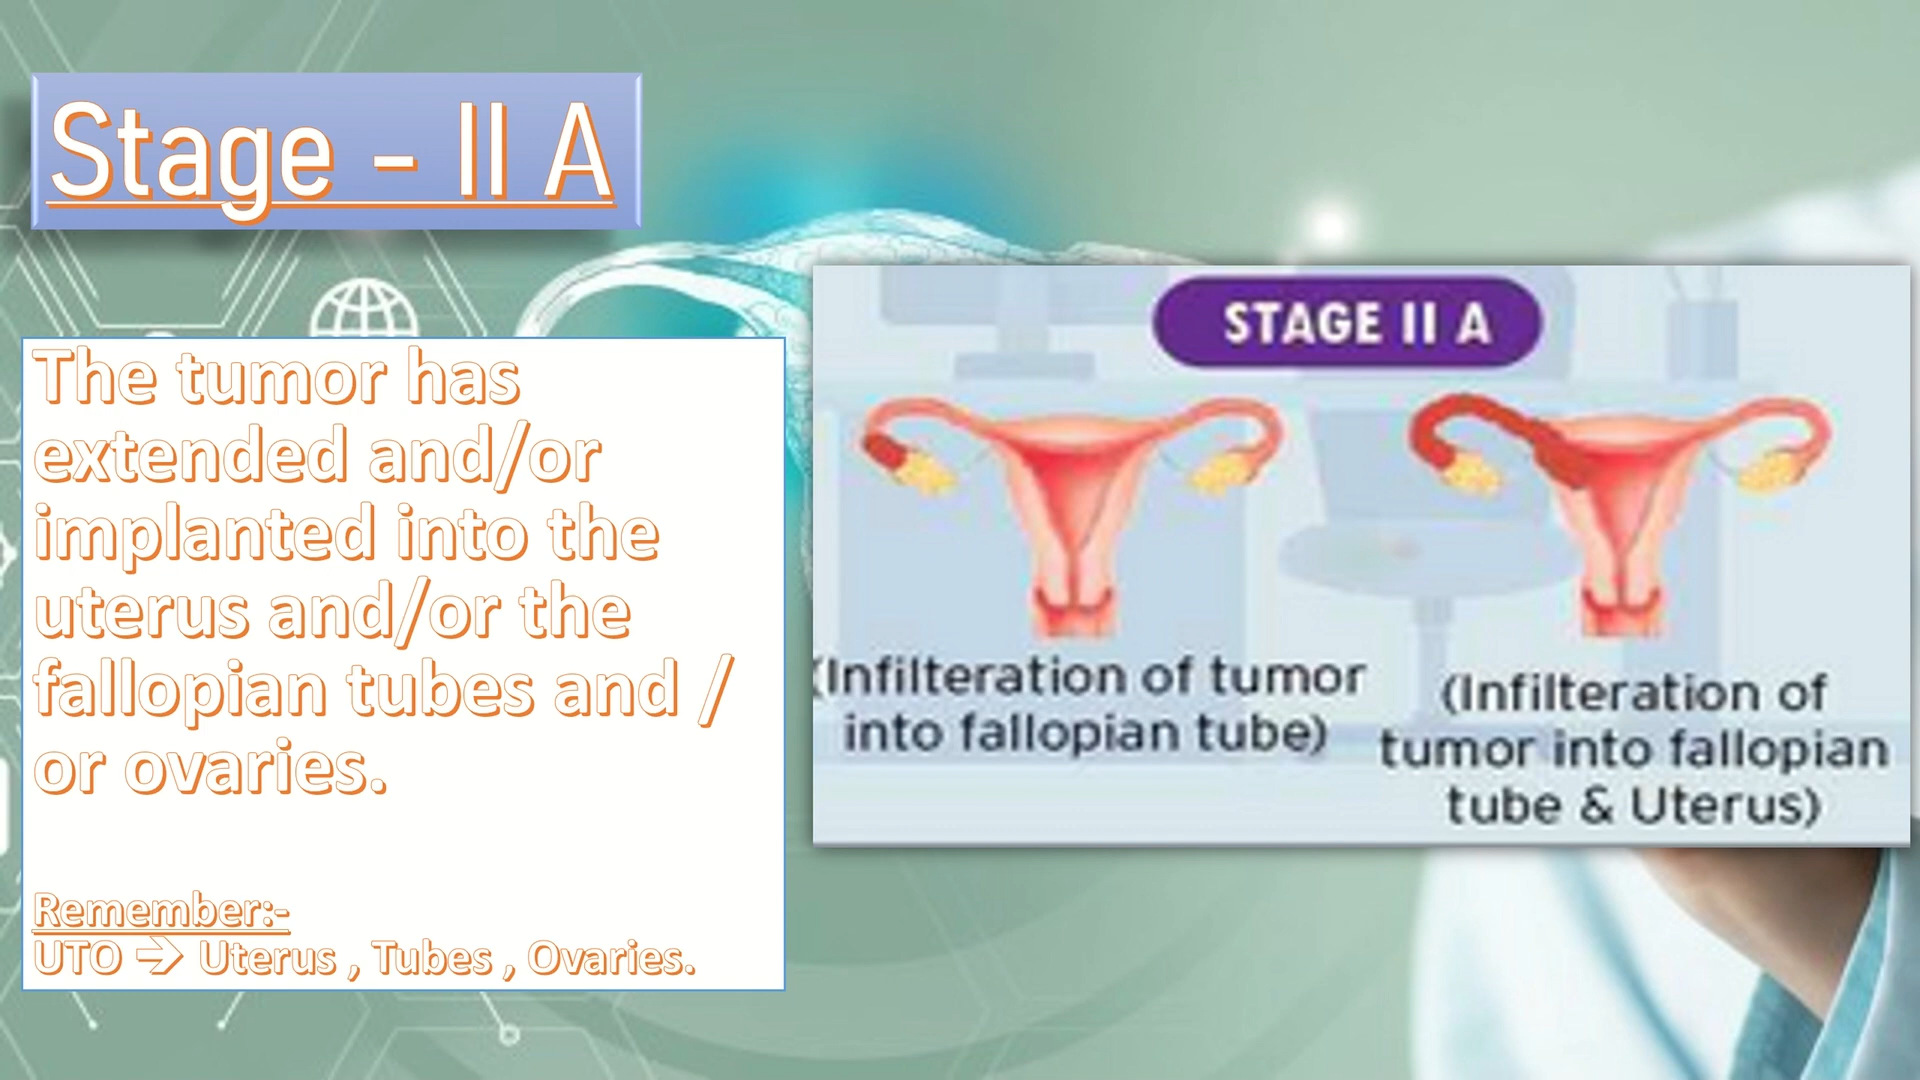 Stage – II A
The tumor has
extended and/or
implanted into the
uterus and/or the
fallopian tubes and /
or ovaries.
Remember:-
UTO → Uterus , Tubes , Ovaries.
STAGE II A
(Infilteration of tumor
into fallopian tube)
(Infilteration of
tumor into fallopian
tube & Uterus)